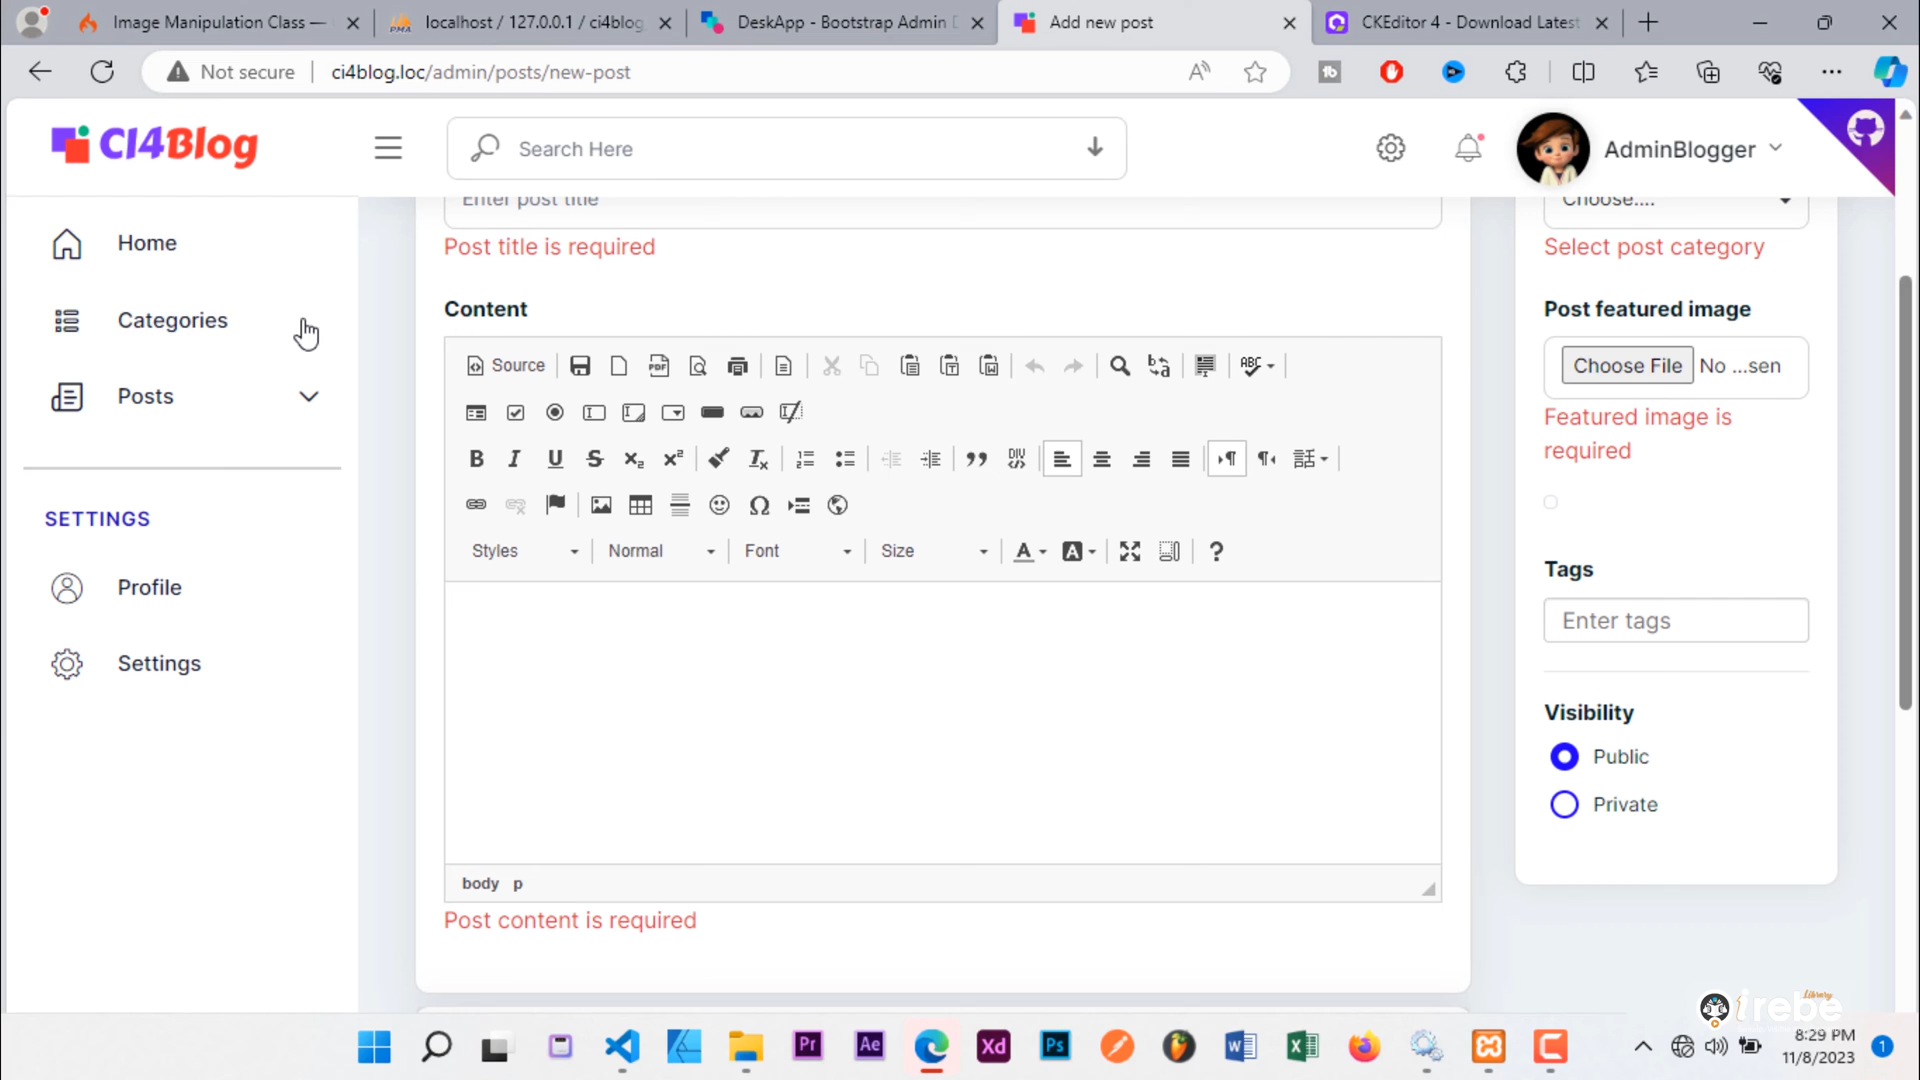 Image Manipulation Class —
localhost / 127.0.0.1 / ci4blog
DeskApp - Bootstrap Admin D
Add new post
CKEditor 4 - Download Latest
Not secure
ci4blog.loc/admin/posts/new-post
CI4Blog
Search Here
AdminBlogger
Home
Categories
Posts
SETTINGS
Profile
Settings
Enter post title
Post title is required
Content
Source
Styles
Normal
Font
Size
body p
Post content is required
Choose....
Select post category
Post featured image
Choose File No ...sen
Featured image is
required
Tags
Enter tags
Visibility
Public
Private
irebe
Library
8:29 PM
11/8/2023
1